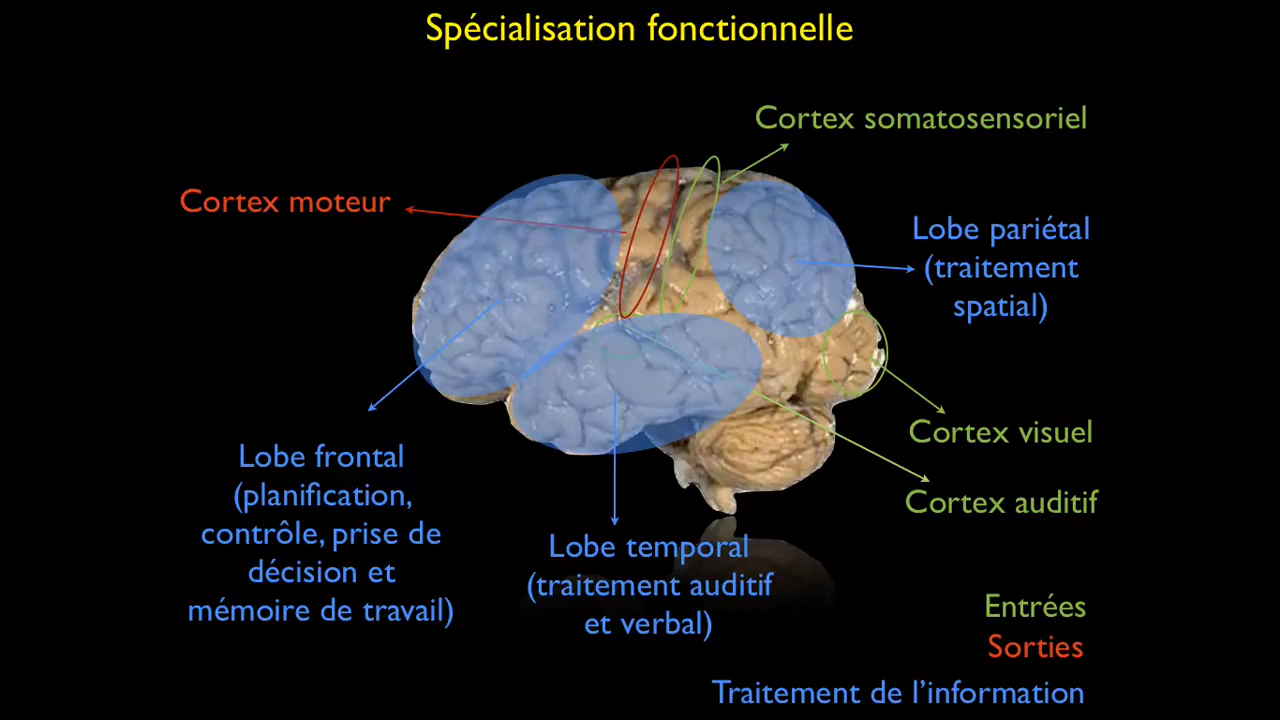 Spécialisation fonctionnelle
Cortex somatosensoriel
Cortex moteur
Lobe pariétal
(traitement
spatial)
Cortex visuel
Cortex auditif
Lobe frontal
(planification,
contrôle, prise de
décision et
mémoire de travail)
Lobe temporal
(traitement auditif
et verbal)
Entrées
Sorties
Traitement de l’information